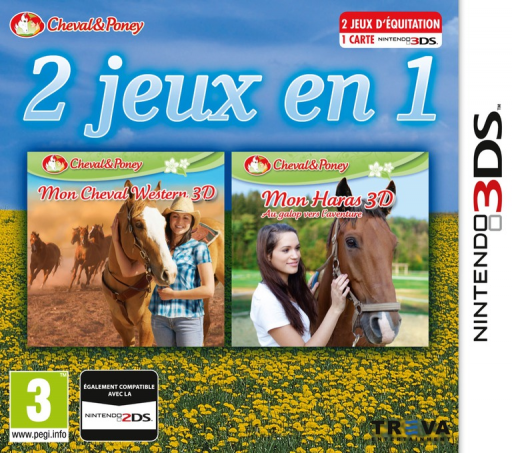 Cheval&Poney
2 JEUX D'ÉQUITATION
1 CARTE NINTENDO 3DS
2 jeux en 1
Cheval&Poney
Mon Cheval Western 3D
Cheval&Poney
Mon Haras 3D
Au galop vers l'aventure
NINTENDO 3DS
3
www.pegi.info
ÉGALEMENT COMPATIBLE
AVEC LA
NINTENDO 2DS
TREVA
ENTERTAINMENT
TM